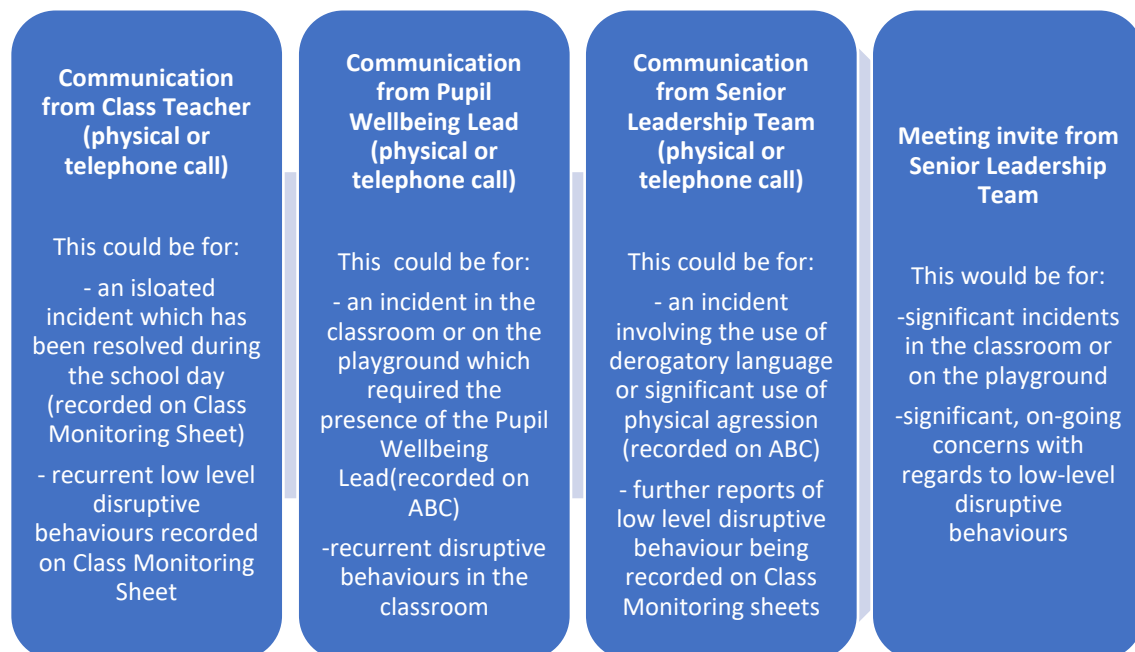 Communication
from Class Teacher
(physical or
telephone call)
This could be for:
- an isloated
incident which has
been resolved during
the school day
(recorded on Class
Monitoring Sheet)
- recurrent low level
disruptive
behaviours recorded
on Class Monitoring
Sheet
Communication
from Pupil
Wellbeing Lead
(physical or
telephone call)
This could be for:
- an incident in the
classroom or on the
playground which
required the
presence of the Pupil
Wellbeing
Lead(recorded on
ABC)
-recurrent disruptive
behaviours in the
classroom
Communication
from Senior
Leadership Team
(physical or
telephone call)
This could be for:
- an incident
involving the use of
derogatory language
or significant use of
physical agression
(recorded on ABC)
- further reports of
low level disruptive
behaviour being
recorded on Class
Monitoring sheets
Meeting invite from
Senior Leadership
Team
This would be for:
-significant incidents
in the classroom or
on the playground
-significant, on-going
concerns with
regards to low-level
disruptive
behaviours